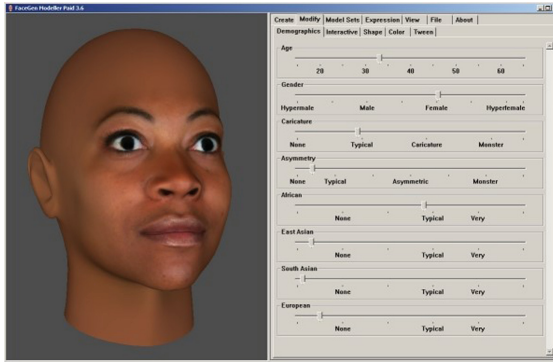 FaceGen Modeller Paid 3.6
Create Modify Model Sets Expression View File About
Demographics Interactive Shape Color Tween
Age
20 30 40 50 60
Gender
Hypermale Male Female Hyperfemale
Caricature
None Typical Caricature Monster
Asymmetry
None Typical Asymmetric Monster
African
None Typical Very
East Asian
None Typical Very
South Asian
None Typical Very
European
None Typical Very